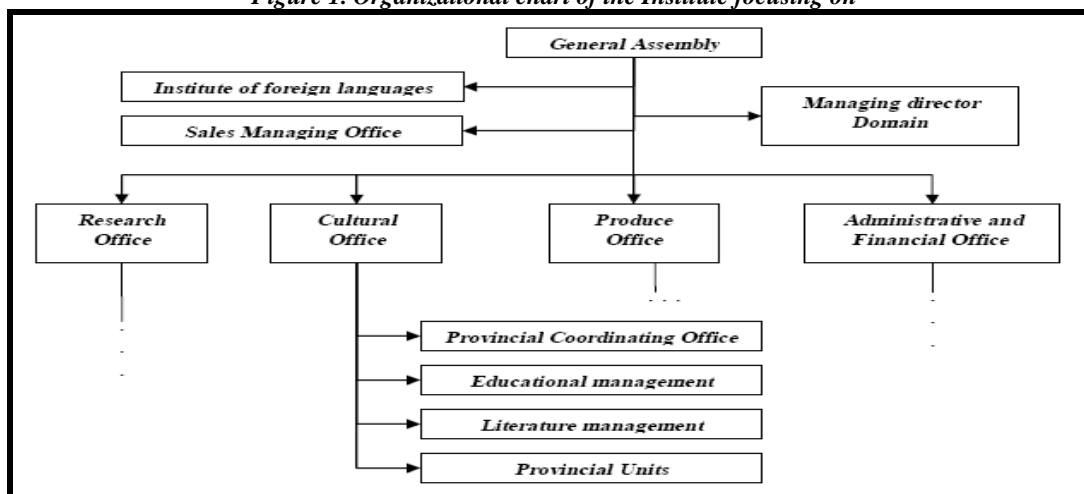 Figure 1. Organizational chart of the Institute focusing on
General Assembly
Institute of foreign languages
Managing director
Domain
Sales Managing Office
Research
Office
Cultural
Office
Produce
Office
Administrative and
Financial Office
Provincial Coordinating Office
Educational management
Literature management
Provincial Units